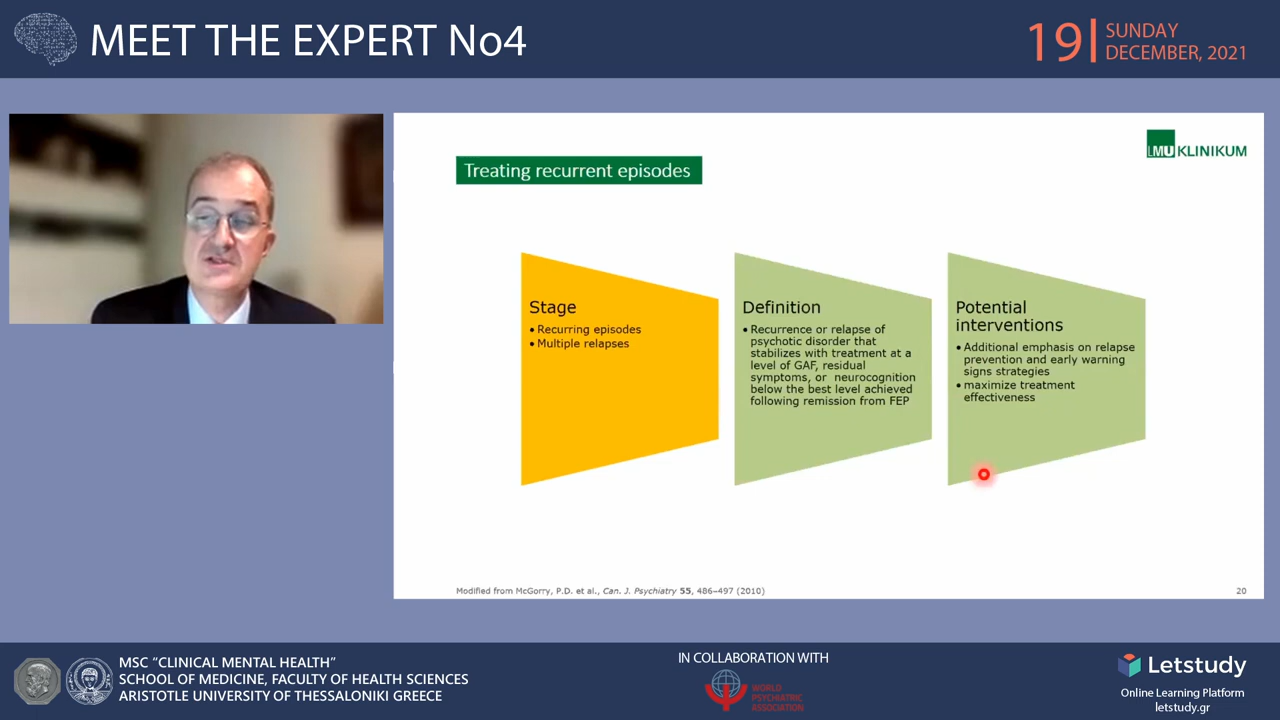 MEET THE EXPERT No4
19
SUNDAY
DECEMBER, 2021
LMU KLINIKUM
Treating recurrent episodes
Stage
• Recurring episodes
• Multiple relapses
Definition
• Recurrence or relapse of
psychotic disorder that
stabilizes with treatment at a
level of GAF, residual
symptoms, or neurocognition
below the best level achieved
following remission from FEP
Potential
interventions
• Additional emphasis on relapse
prevention and early warning
signs strategies
• maximize treatment
effectiveness
Modified from McGorry, P.D. et al., Can. J. Psychiatry 55, 486–497 (2010)
20
MSC “CLINICAL MENTAL HEALTH”
SCHOOL OF MEDICINE, FACULTY OF HEALTH SCIENCES
ARISTOTLE UNIVERSITY OF THESSALONIKI GREECE
IN COLLABORATION WITH
WORLD
PSYCHIATRIC
ASSOCIATION
Letstudy
Online Learning Platform
letstudy.gr